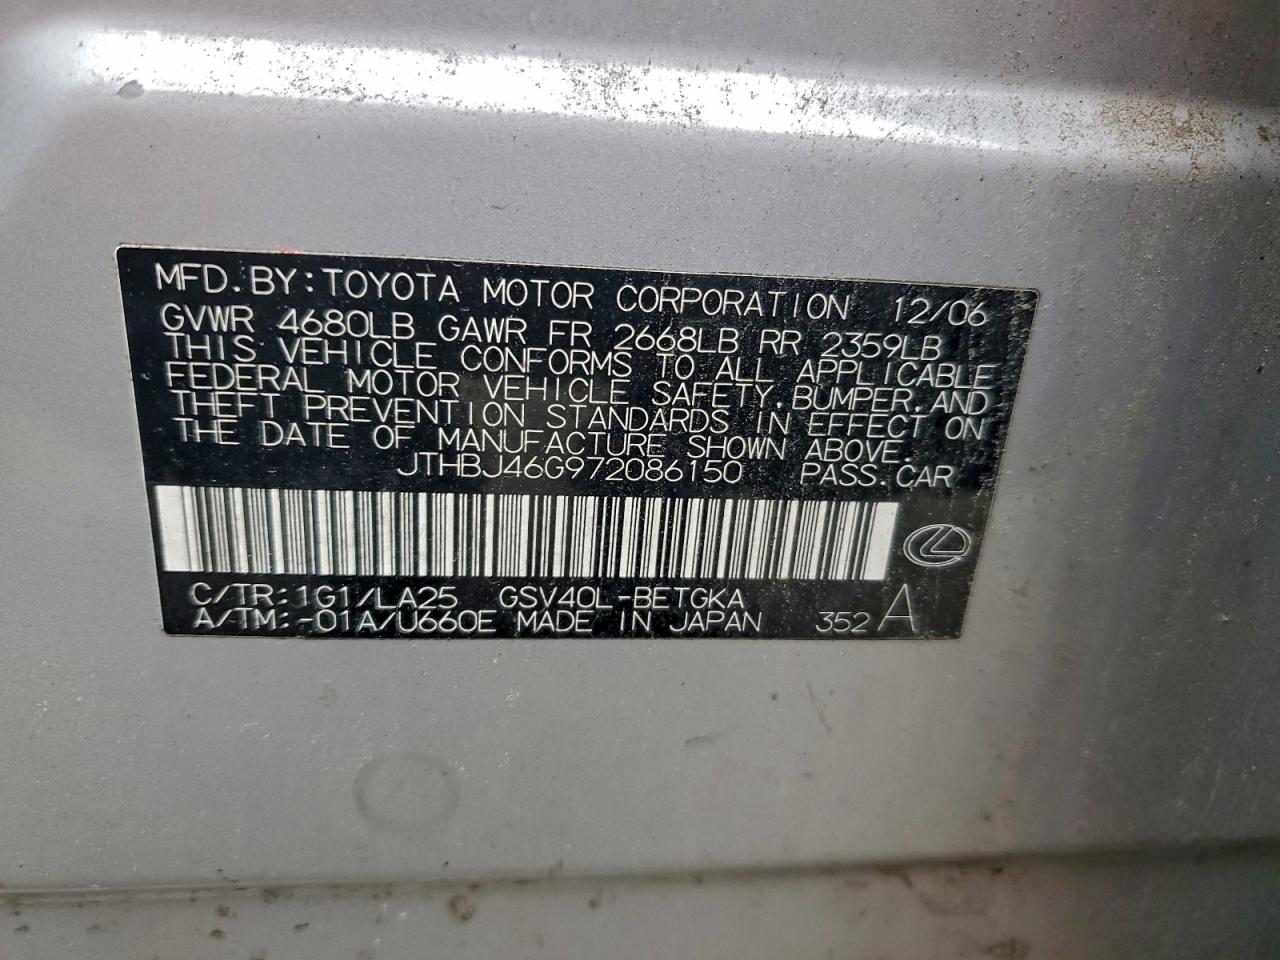 MFD. BY: TOYOTA MOTOR CORPORATION 12/06
GVWR 4680LB GAWR FR 2668LB RR 2359LB
THIS VEHICLE CONFORMS TO ALL APPLICABLE
FEDERAL MOTOR VEHICLE SAFETY, BUMPER, AND
THEFT PREVENTION STANDARDS IN EFFECT ON
THE DATE OF MANUFACTURE SHOWN ABOVE.
JTHBJ46G972086150 PASS. CAR
C/TR: 1G1/LA25 GSV40L-BETGKA
A/TM: -01A/U660E MADE IN JAPAN 352 A